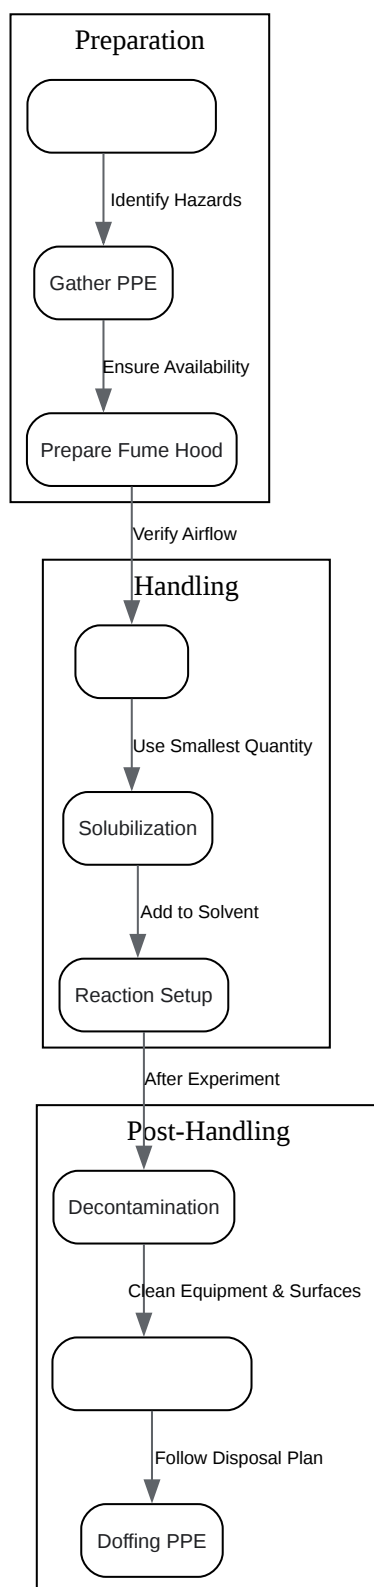 Preparation
Identify Hazards
Gather PPE
Ensure Availability
Prepare Fume Hood
Verify Airflow
Handling
Use Smallest Quantity
Solubilization
Add to Solvent
Reaction Setup
After Experiment
Post-Handling
Decontamination
Clean Equipment & Surfaces
Follow Disposal Plan
Doffing PPE